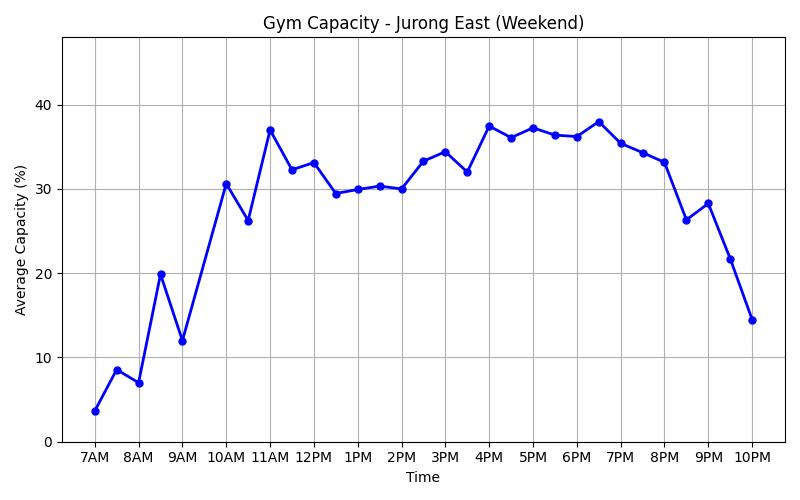 Gym Capacity - Jurong East (Weekend)
Average Capacity (%)
40
30
20
10
0
7AM 8AM 9AM 10AM 11AM 12PM 1PM 2PM 3PM 4PM 5PM 6PM 7PM 8PM 9PM 10PM
Time